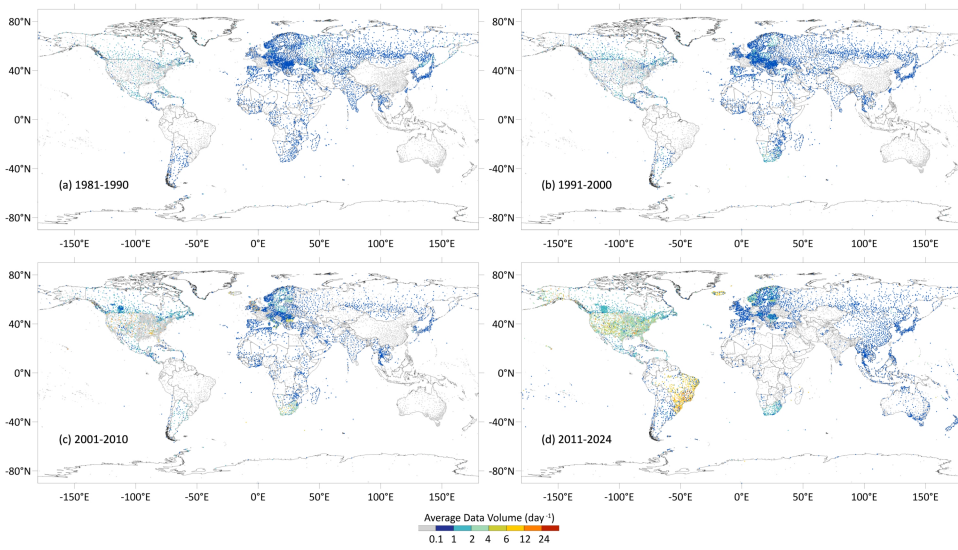 80°N
40°N
0°N
-40°N
-80°N
(a) 1981-1990
-150°E -100°E -50°E 0°E 50°E 100°E 150°E
80°N
40°N
0°N
-40°N
-80°N
(b) 1991-2000
-150°E -100°E -50°E 0°E 50°E 100°E 150°E
80°N
40°N
0°N
-40°N
-80°N
(c) 2001-2010
-150°E -100°E -50°E 0°E 50°E 100°E 150°E
80°N
40°N
0°N
-40°N
-80°N
(d) 2011-2024
-150°E -100°E -50°E 0°E 50°E 100°E 150°E
Average Data Volume (day⁻¹)
0.1 1 2 4 6 12 24